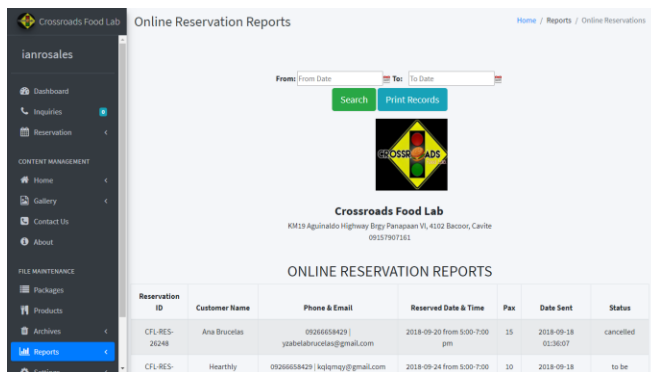 Crossroads Food Lab
Online Reservation Reports
Home / Reports / Online Reservations
ianrosales
Dashboard
Inquiries 0
Reservation
CONTENT MANAGEMENT
Home
Gallery
Contact Us
About
FILE MAINTENANCE
Packages
Products
Archives
Reports
Settings
From: From Date To: To Date
Search Print Records
CROSSROADS
Crossroads Food Lab
KM19 Aguinaldo Highway Brgy Panapaan VI, 4102 Bacoor, Cavite
09157907161
ONLINE RESERVATION REPORTS
Reservation ID Customer Name Phone & Email Reserved Date & Time Pax Date Sent Status
CFL-RES-26248 Ana Brucelas 09266658429 | yzabelabrucelas@gmail.com 2018-09-20 from 5:00-7:00 pm 15 2018-09-18 01:36:07 cancelled
CFL-RES- Hearthly 09266658429 | kqlqmqy@gmail.com 2018-09-24 from 5:00-7:00 10 2018-09-18 to be